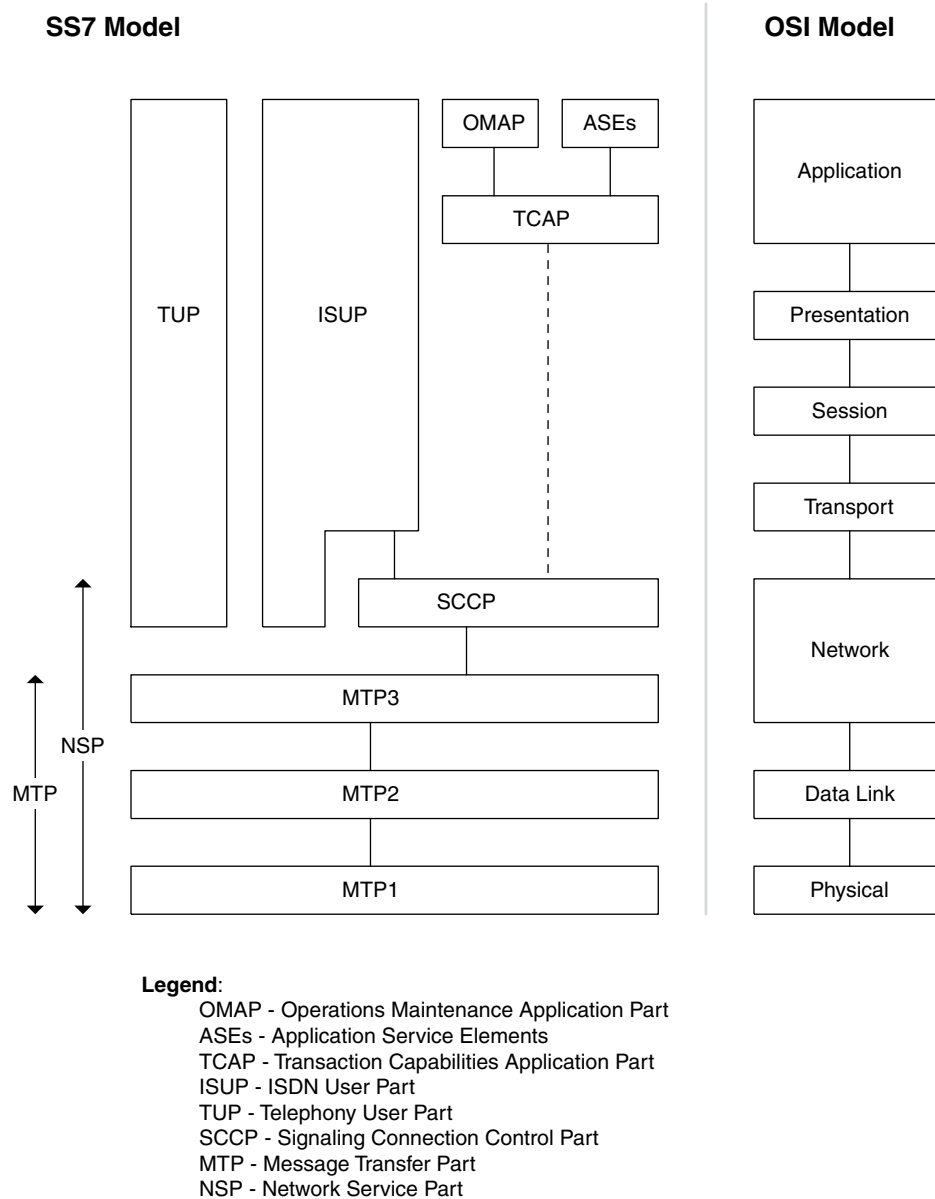 SS7 Model
OSI Model
OMAP
ASEs
Application
TCAP
TUP
ISUP
Presentation
Session
Transport
SCCP
Network
MTP3
NSP
MTP
MTP2
Data Link
MTP1
Physical
Legend:
OMAP - Operations Maintenance Application Part
ASEs - Application Service Elements
TCAP - Transaction Capabilities Application Part
ISUP - ISDN User Part
TUP - Telephony User Part
SCCP - Signaling Connection Control Part
MTP - Message Transfer Part
NSP - Network Service Part